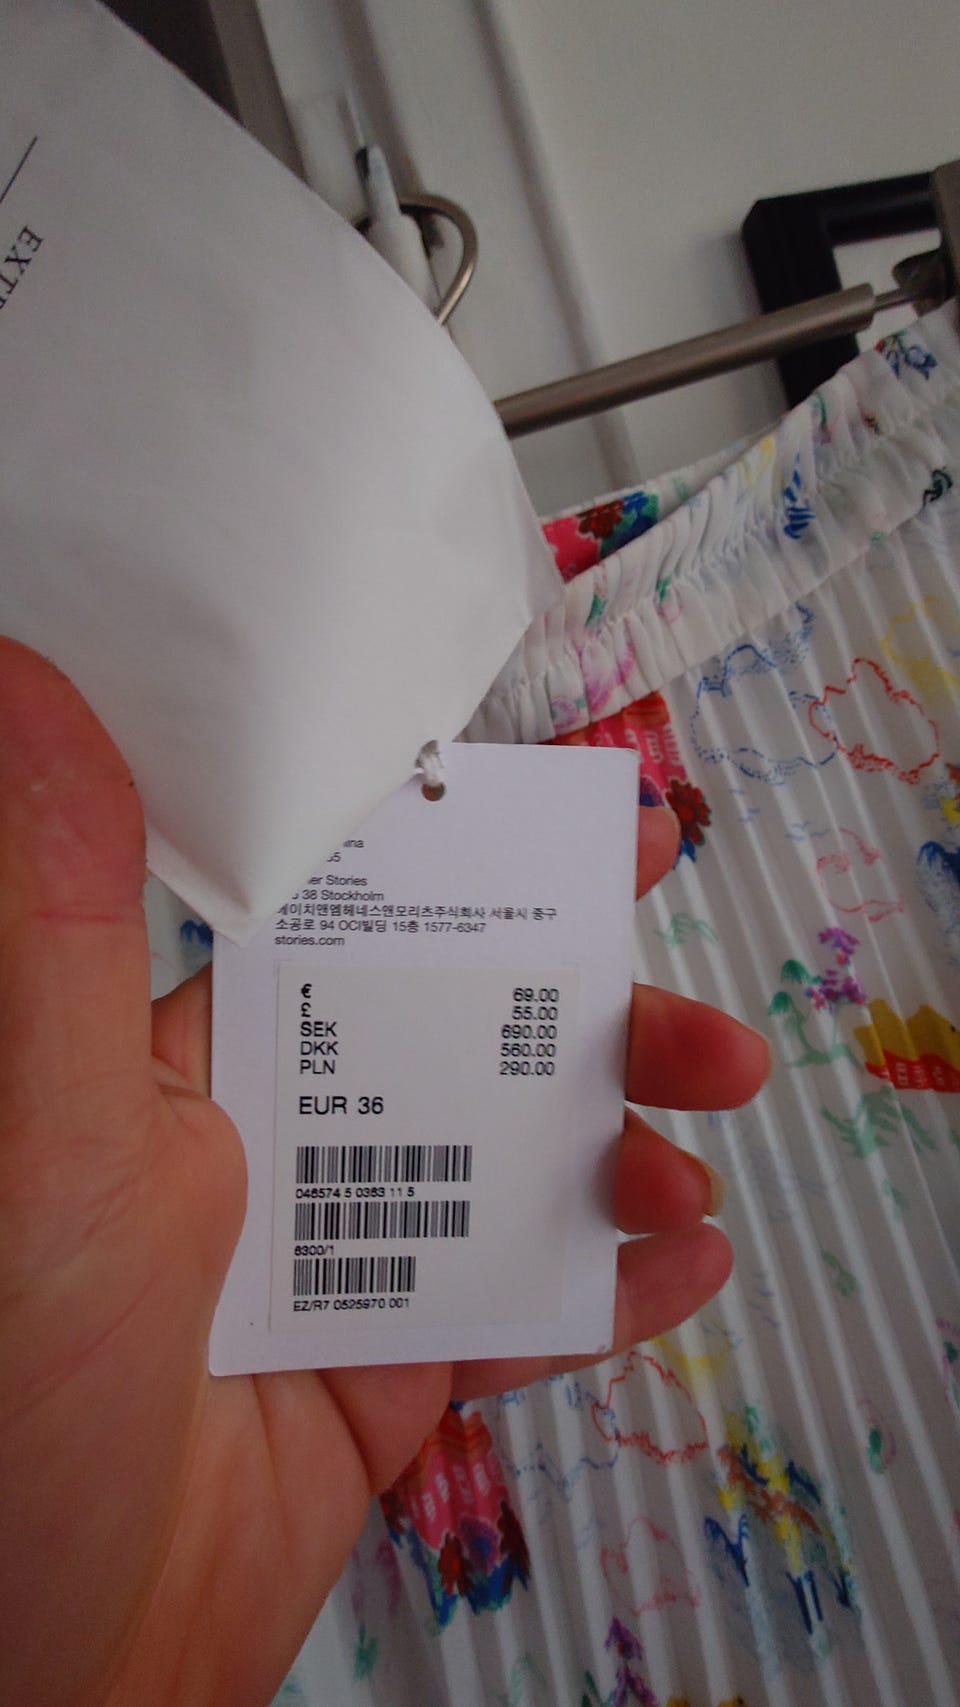 EXT
ina
er Stories
38 Stockholm
에이치앤엠헤네스앤모리츠주식회사 서울시 중구
소공로 94 OCI빌딩 15층 1577-6347
stories.com
€ 69.00
£ 55.00
SEK 690.00
DKK 560.00
PLN 290.00
EUR 36
046574 5 0363 11 5
6300/1
EZ/R7 0525970 001